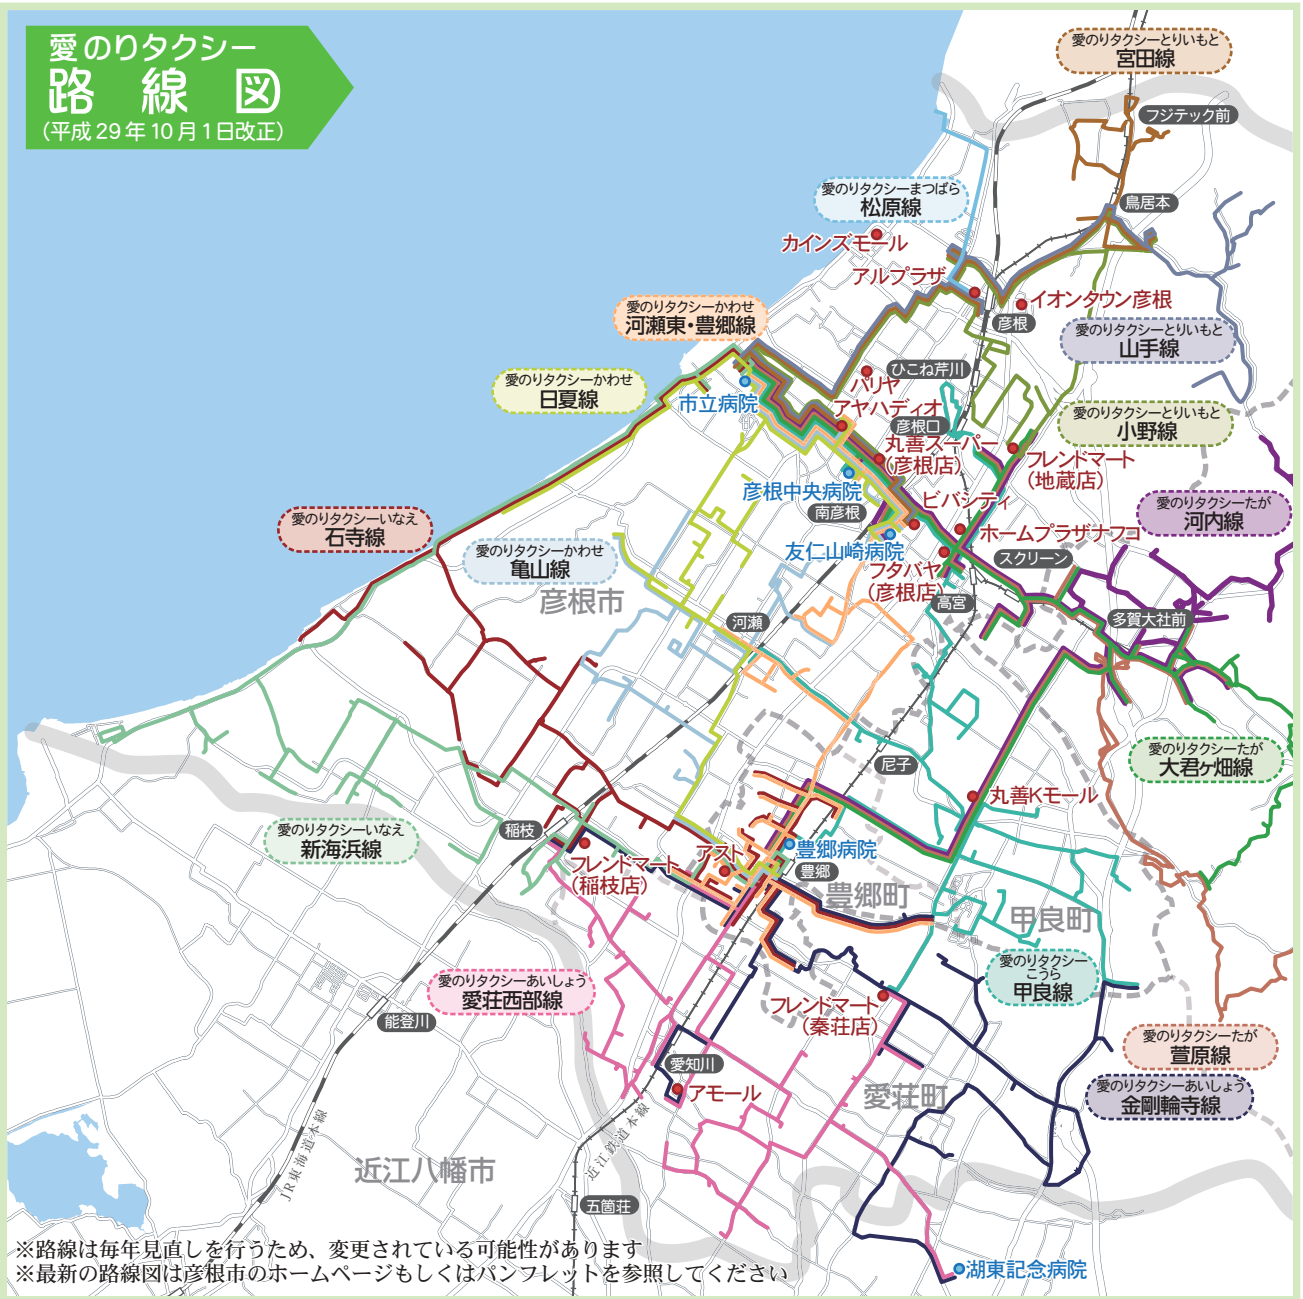 愛のりタクシー
路線図
(平成29年10月1日改正)
愛のりタクシーとりいもと
宮田線
フジテック前
鳥居本
愛のりタクシーまつばら
松原線
カインズモール
アルプラザ
イオンタウン彦根
彦根
愛のりタクシーかわせ
河瀬東・豊郷線
愛のりタクシーとりいもと
山手線
ひこね芹川
パリヤ
愛のりタクシーかわせ
日夏線
市立病院
アヤハディオ
愛のりタクシーとりいもと
小野線
彦根口
丸善スーパー
(彦根店)
フレンドマート
(地蔵店)
彦根中央病院
南彦根
ビバシティ
愛のりタクシーたが
河内線
愛のりタクシーいなえ
石寺線
ホームプラザナフコ
友仁山崎病院
スクリーン
愛のりタクシーかわせ
亀山線
フタバヤ
(彦根店)
彦根市
高宮
河瀬
多賀大社前
愛のりタクシーたが
大君ヶ畑線
尼子
丸善Kモール
愛のりタクシーいなえ
新海浜線
稲枝
フレンドマート
(稲枝店)
アスト
豊郷病院
豊郷
豊郷町
甲良町
愛のりタクシー
こうら
甲良線
愛のりタクシーあいしょう
愛荘西部線
フレンドマート
(秦荘店)
能登川
愛のりタクシーたが
萱原線
愛知川
アモール
愛荘町
愛のりタクシーあいしょう
金剛輪寺線
JR東海道本線
近江鉄道本線
近江八幡市
五箇荘
※路線は毎年見直しを行うため、変更されている可能性があります
※最新の路線図は彦根市のホームページもしくはパンフレットを参照してください
湖東記念病院